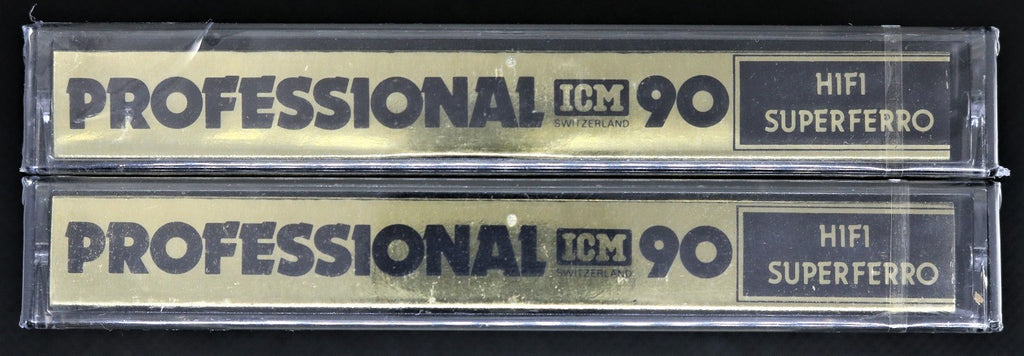 PROFESSIONAL ICM SWITZERLAND 90
HIFI
SUPERFERRO
PROFESSIONAL ICM SWITZERLAND 90
HIFI
SUPERFERRO